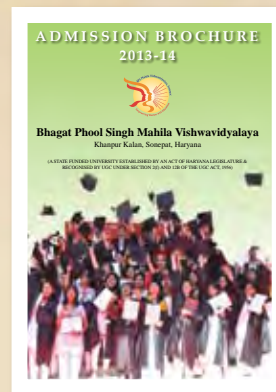 ADMISSION BROCHURE
2013-14
Bhagat Phool Singh Mahila Vishwavidyalaya
Khanpur Kalan, Sonepat, Haryana
(A STATE FUNDED UNIVERSITY ESTABLISHED BY AN ACT OF HARYANA LEGISLATURE &
RECOGNISED BY UGC UNDER SECTION 2(f) AND 12B OF THE UGC ACT, 1956)